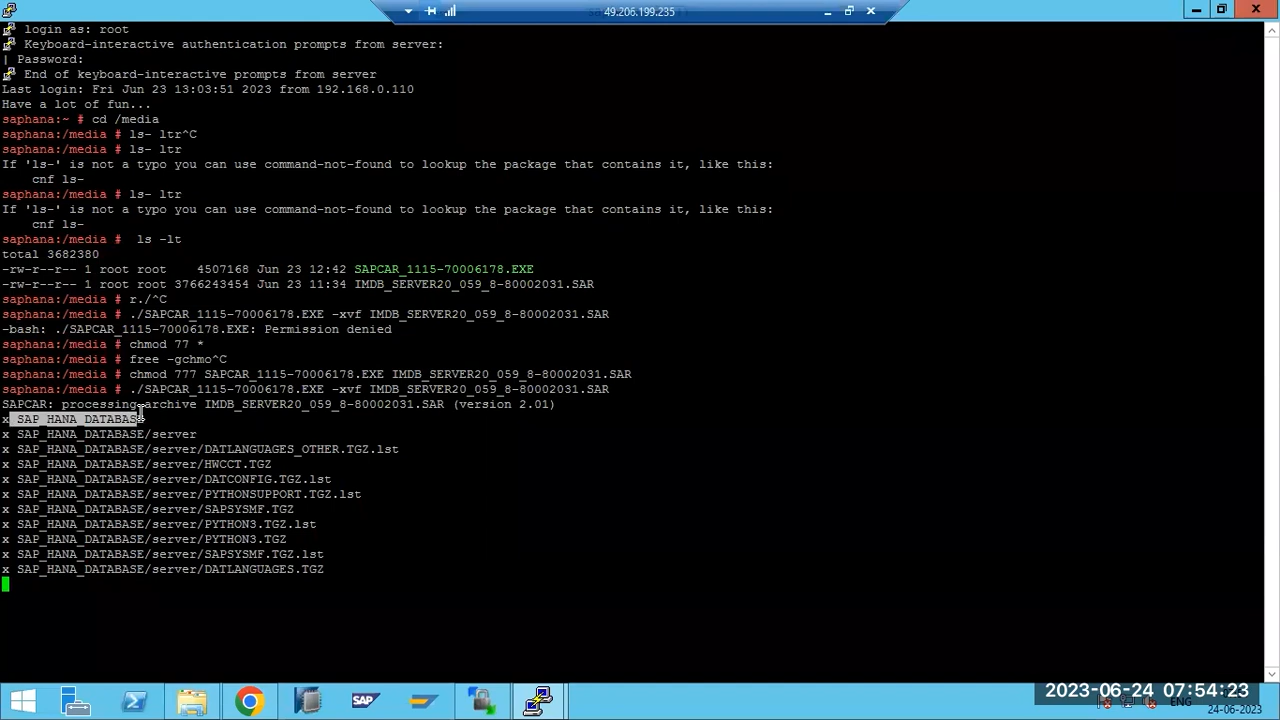 49.206.199.235
login as: root
Keyboard-interactive authentication prompts from server:
| Password:
End of keyboard-interactive prompts from server
Last login: Fri Jun 23 13:03:51 2023 from 192.168.0.110
Have a lot of fun...
saphana:~ # cd /media
saphana:/media # ls- ltr^C
saphana:/media # ls- ltr
If 'ls-' is not a typo you can use command-not-found to lookup the package that contains it, like this:
cnf ls-
saphana:/media # ls- ltr
If 'ls-' is not a typo you can use command-not-found to lookup the package that contains it, like this:
cnf ls-
saphana:/media #  ls -lt
total 3682380
-rw-r--r-- 1 root root    4507168 Jun 23 12:42 SAPCAR_1115-70006178.EXE
-rw-r--r-- 1 root root 3766243454 Jun 23 11:34 IMDB_SERVER20_059_8-80002031.SAR
saphana:/media # r./^C
saphana:/media # ./SAPCAR_1115-70006178.EXE -xvf IMDB_SERVER20_059_8-80002031.SAR
-bash: ./SAPCAR_1115-70006178.EXE: Permission denied
saphana:/media # chmod 77 *
saphana:/media # free -gchmo^C
saphana:/media # chmod 777 SAPCAR_1115-70006178.EXE IMDB_SERVER20_059_8-80002031.SAR
saphana:/media # ./SAPCAR_1115-70006178.EXE -xvf IMDB_SERVER20_059_8-80002031.SAR
SAPCAR: processing archive IMDB_SERVER20_059_8-80002031.SAR (version 2.01)
x SAP_HANA_DATABASE
x SAP_HANA_DATABASE/server
x SAP_HANA_DATABASE/server/DATLANGUAGES_OTHER.TGZ.lst
x SAP_HANA_DATABASE/server/HWCCT.TGZ
x SAP_HANA_DATABASE/server/DATCONFIG.TGZ.lst
x SAP_HANA_DATABASE/server/PYTHONSUPPORT.TGZ.lst
x SAP_HANA_DATABASE/server/SAPSYSMF.TGZ
x SAP_HANA_DATABASE/server/PYTHON3.TGZ.lst
x SAP_HANA_DATABASE/server/PYTHON3.TGZ
x SAP_HANA_DATABASE/server/SAPSYSMF.TGZ.lst
x SAP_HANA_DATABASE/server/DATLANGUAGES.TGZ
SAP
2023-06-24 07:54:23
ENG
24-06-2023